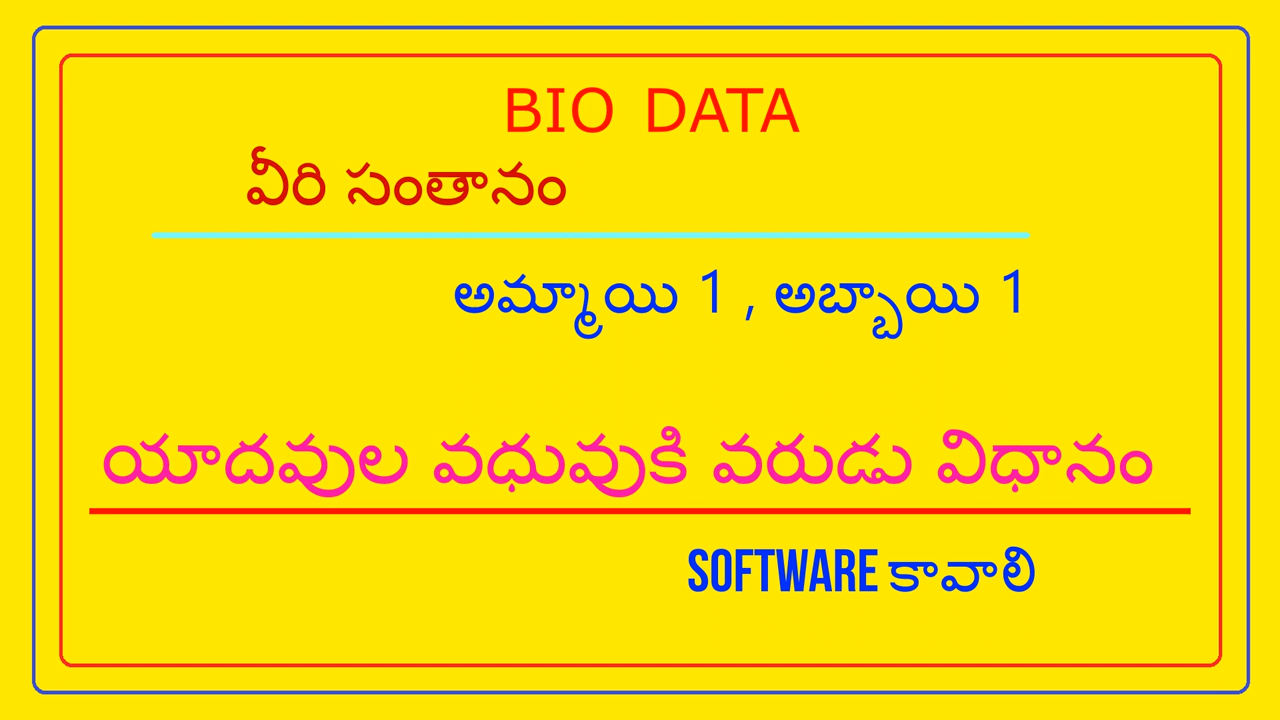 BIO DATA
వీరి సంతానం
అమ్మాయి 1 , అబ్బాయి 1
యాదవుల వధువుకి వరుడు విధానం
SOFTWARE కావాలి